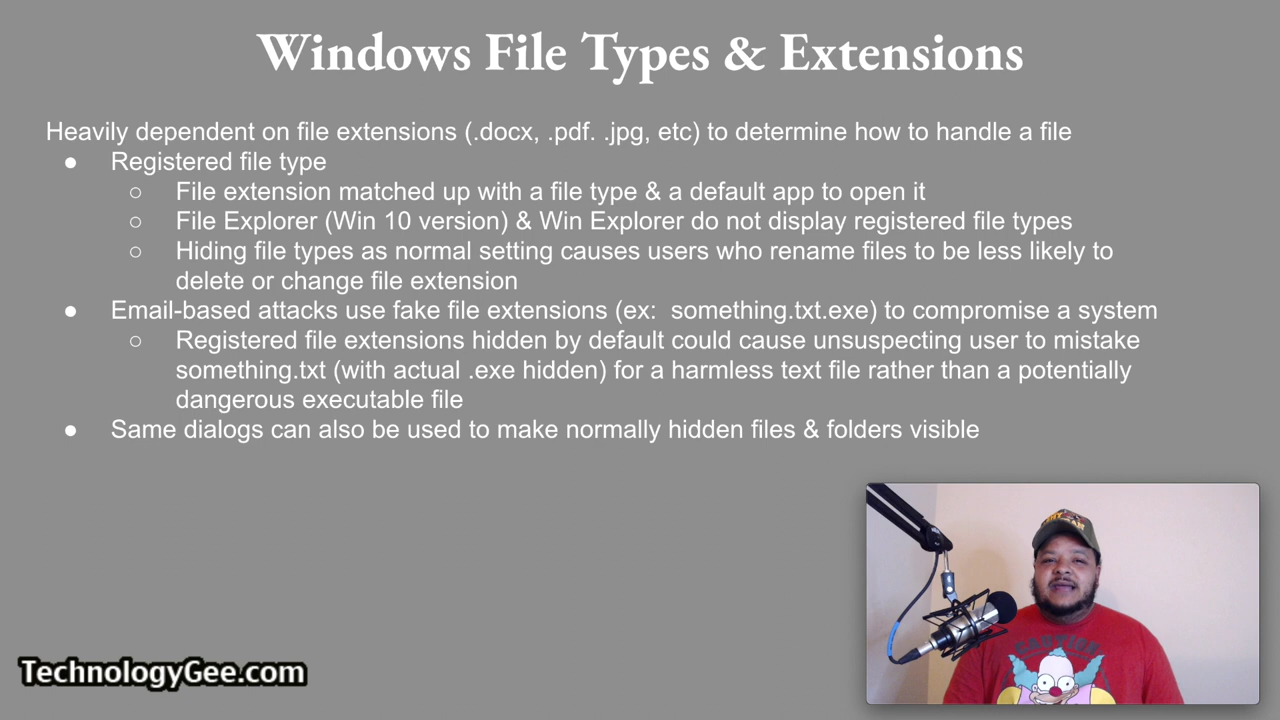 Windows File Types & Extensions
Heavily dependent on file extensions (.docx, .pdf. .jpg, etc) to determine how to handle a file
● Registered file type
○ File extension matched up with a file type & a default app to open it
○ File Explorer (Win 10 version) & Win Explorer do not display registered file types
○ Hiding file types as normal setting causes users who rename files to be less likely to
delete or change file extension
● Email-based attacks use fake file extensions (ex:  something.txt.exe) to compromise a system
○ Registered file extensions hidden by default could cause unsuspecting user to mistake
something.txt (with actual .exe hidden) for a harmless text file rather than a potentially
dangerous executable file
● Same dialogs can also be used to make normally hidden files & folders visible
CAUTION
TechnologyGee.com